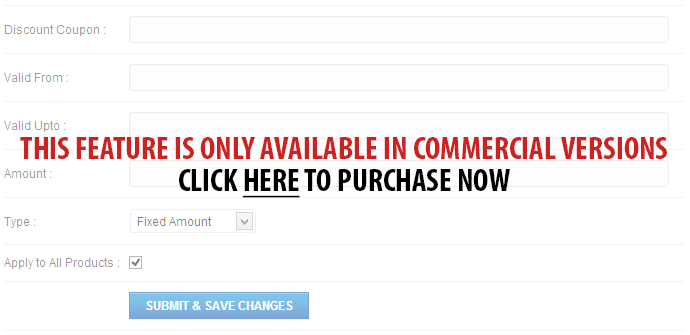 Discount Coupon :
Valid From :
Valid Upto :
THIS FEATURE IS ONLY AVAILABLE IN COMMERCIAL VERSIONS
Amount :
CLICK HERE TO PURCHASE NOW
Type : Fixed Amount
Apply to All Products :
SUBMIT & SAVE CHANGES